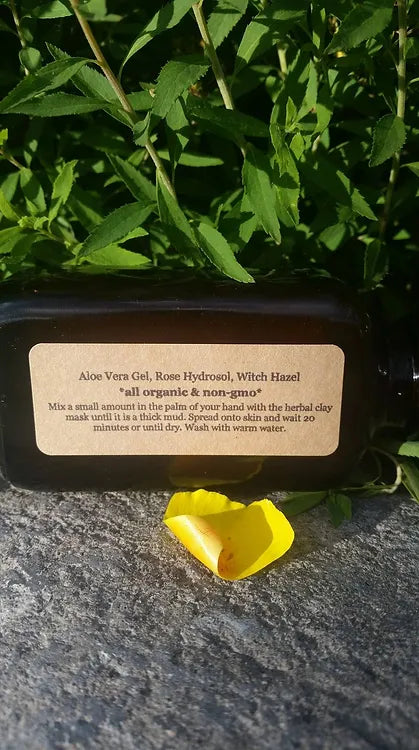 Aloe Vera Gel, Rose Hydrosol, Witch Hazel
*all organic & non-gmo*
Mix a small amount in the palm of your hand with the herbal clay
mask until it is a thick mud. Spread onto skin and wait 20
minutes or until dry. Wash with warm water.